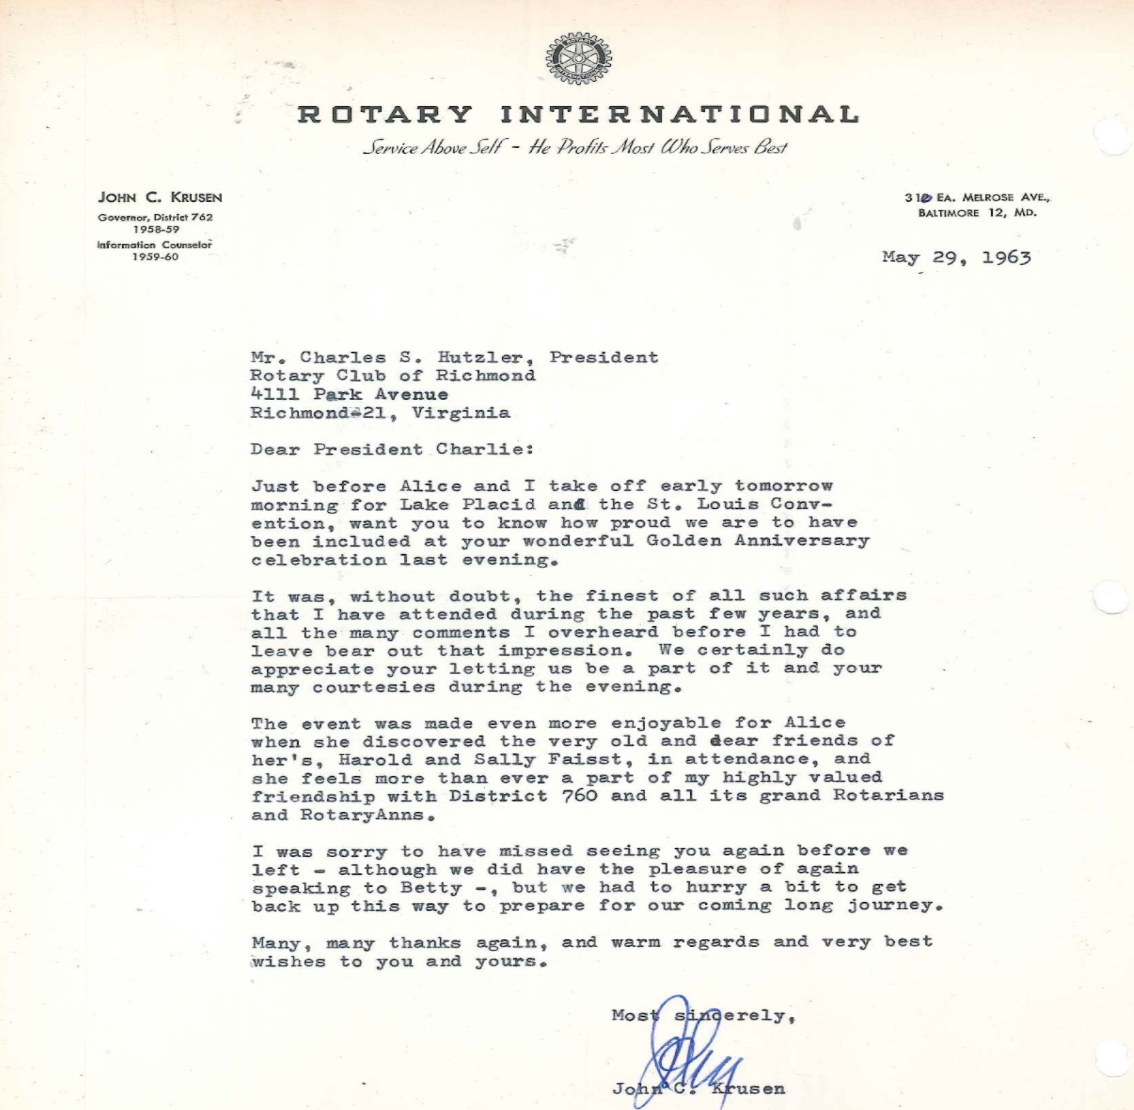 ROTARY INTERNATIONAL
Service Above Self - He Profits Most Who Serves Best
JOHN C. KRUSEN
Governor, District 762
1958-59
Information Counselor
1959-60
EA. MELROSE AVE.,
BALTIMORE 12, MD.
May 29, 1963
Mr. Charles S. Hutzler, President
Rotary Club of Richmond
4111 Park Avenue
Richmond-21, Virginia
Dear President Charlie:
Just before Alice and I take off early tomorrow
morning for Lake Placid and the St. Louis Conv-
ention, want you to know how proud we are to have
been included at your wonderful Golden Anniversary
celebration last evening.
It was, without doubt, the finest of all such affairs
that I have attended during the past few years, and
all the many comments I overheard before I had to
leave bear out that impression. We certainly do
appreciate your letting us be a part of it and your
many courtesies during the evening.
The event was made even more enjoyable for Alice
when she discovered the very old and dear friends of
her's, Harold and Sally Faisst, in attendance, and
she feels more than ever a part of my highly valued
friendship with District 760 and all its grand Rotarians
and RotaryAnns.
I was sorry to have missed seeing you again before we
left - although we did have the pleasure of again
speaking to Betty -, but we had to hurry a bit to get
back up this way to prepare for our coming long journey.
Many, many thanks again, and warm regards and very best
wishes to you and yours.
Most sincerely,
John C. Krusen